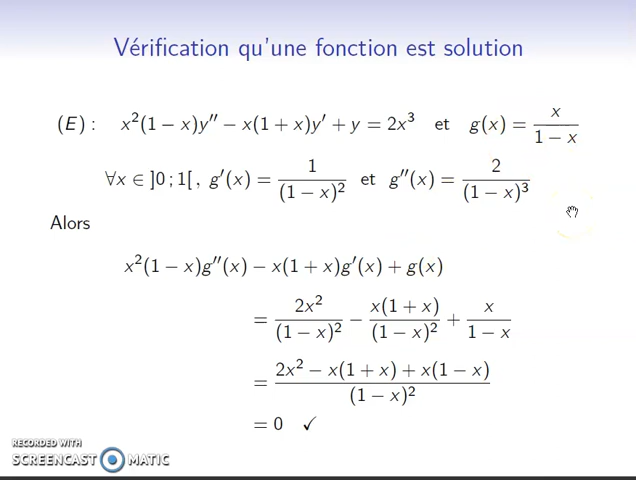 Vérification qu'une fonction est solution
(E) : x²(1 − x)y″ − x(1 + x)y′ + y = 2x³ et g(x) = x/(1 − x)
∀x ∈ ]0 ; 1[ , g′(x) = 1/(1 − x)² et g″(x) = 2/(1 − x)³
Alors
x²(1 − x)g″(x) − x(1 + x)g′(x) + g(x)
= 2x²/(1 − x)² − x(1 + x)/(1 − x)² + x/(1 − x)
= (2x² − x(1 + x) + x(1 − x))/(1 − x)²
= 0 ✓
RECORDED WITH
SCREENCAST MATIC